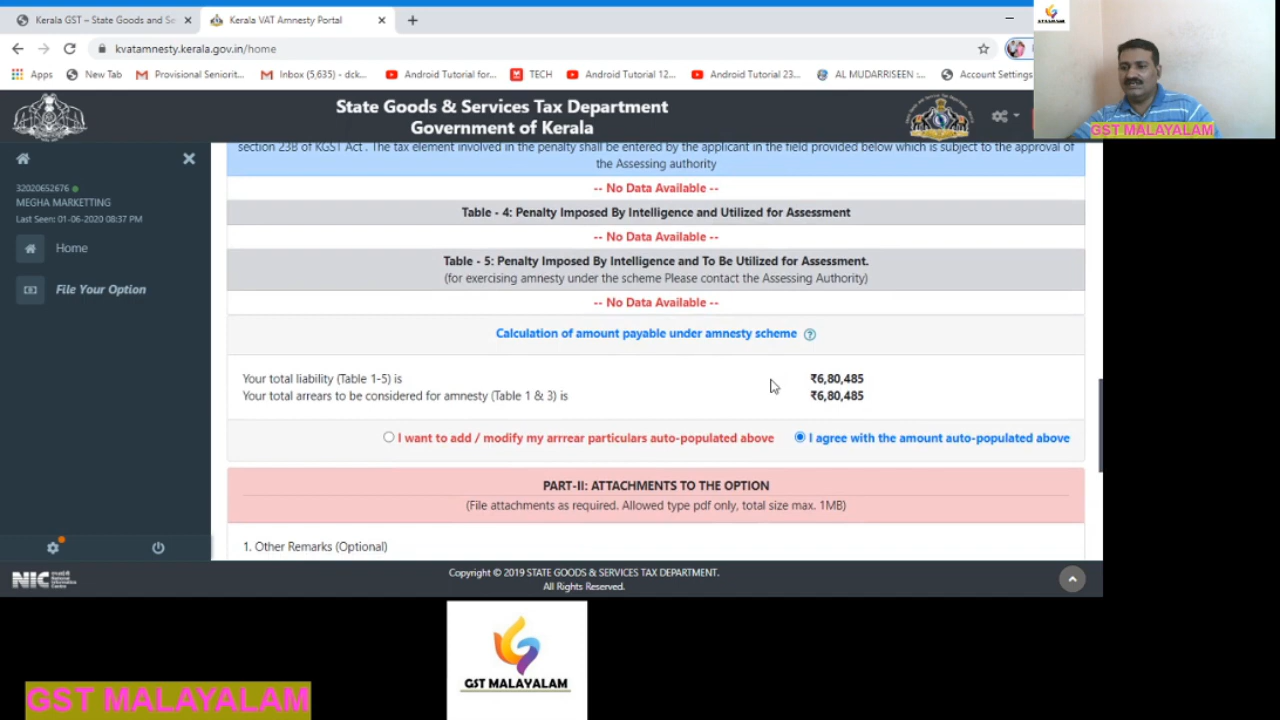 Kerala GST – State Goods and Se
Kerala VAT Amnesty Portal
kvatamnesty.kerala.gov.in/home
Apps
New Tab
Provisional Seniorit...
Inbox (5,635) - dck...
Android Tutorial for...
TECH
Android Tutorial 12...
Android Tutorial 23...
AL MUDARRISEEN :...
Account Settings
GST MALAYALAM
State Goods & Services Tax Department
Government of Kerala
32020652676
MEGHA MARKETTING
Last Seen: 01-06-2020 08:37 PM
Home
File Your Option
section 23B of KGST Act . The tax element involved in the penalty shall be entered by the applicant in the field provided below which is subject to the approval of
the Assessing authority
-- No Data Available --
Table - 4: Penalty Imposed By Intelligence and Utilized for Assessment
-- No Data Available --
Table - 5: Penalty Imposed By Intelligence and To Be Utilized for Assessment.
(for exercising amnesty under the scheme Please contact the Assessing Authority)
-- No Data Available --
Calculation of amount payable under amnesty scheme ?
Your total liability (Table 1-5) is ₹6,80,485
Your total arrears to be considered for amnesty (Table 1 & 3) is ₹6,80,485
I want to add / modify my arrrear particulars auto-populated above
I agree with the amount auto-populated above
PART-II: ATTACHMENTS TO THE OPTION
(File attachments as required. Allowed type pdf only, total size max. 1MB)
1. Other Remarks (Optional)
NIC
National
Informatics
Centre
Copyright © 2019 STATE GOODS & SERVICES TAX DEPARTMENT.
All Rights Reserved.
GST MALAYALAM
GST MALAYALAM